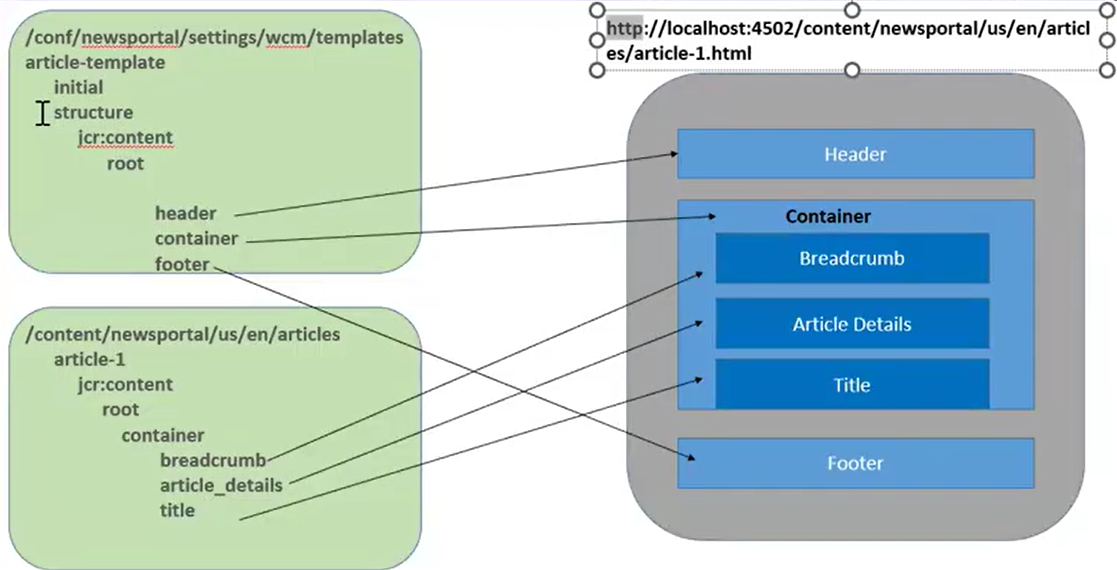 /conf/newsportal/settings/wcm/templates
article-template
initial
structure
jcr:content
root
header
container
footer
/content/newsportal/us/en/articles
article-1
jcr:content
root
container
breadcrumb
article_details
title
http://localhost:4502/content/newsportal/us/en/articl
es/article-1.html
Header
Container
Breadcrumb
Article Details
Title
Footer